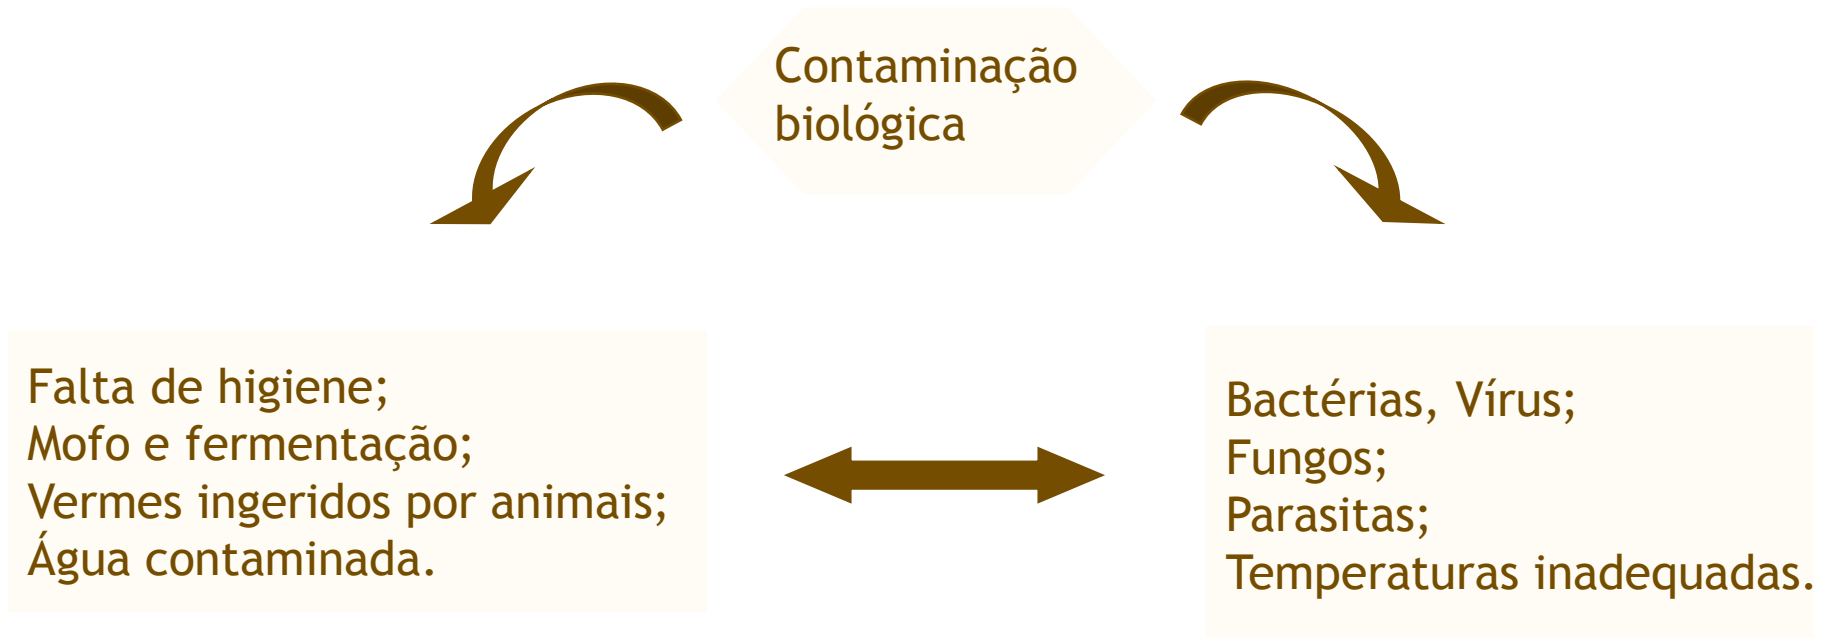 Contaminação
biológica
Falta de higiene;
Mofo e fermentação;
Vermes ingeridos por animais;
Água contaminada.
Bactérias, Vírus;
Fungos;
Parasitas;
Temperaturas inadequadas.